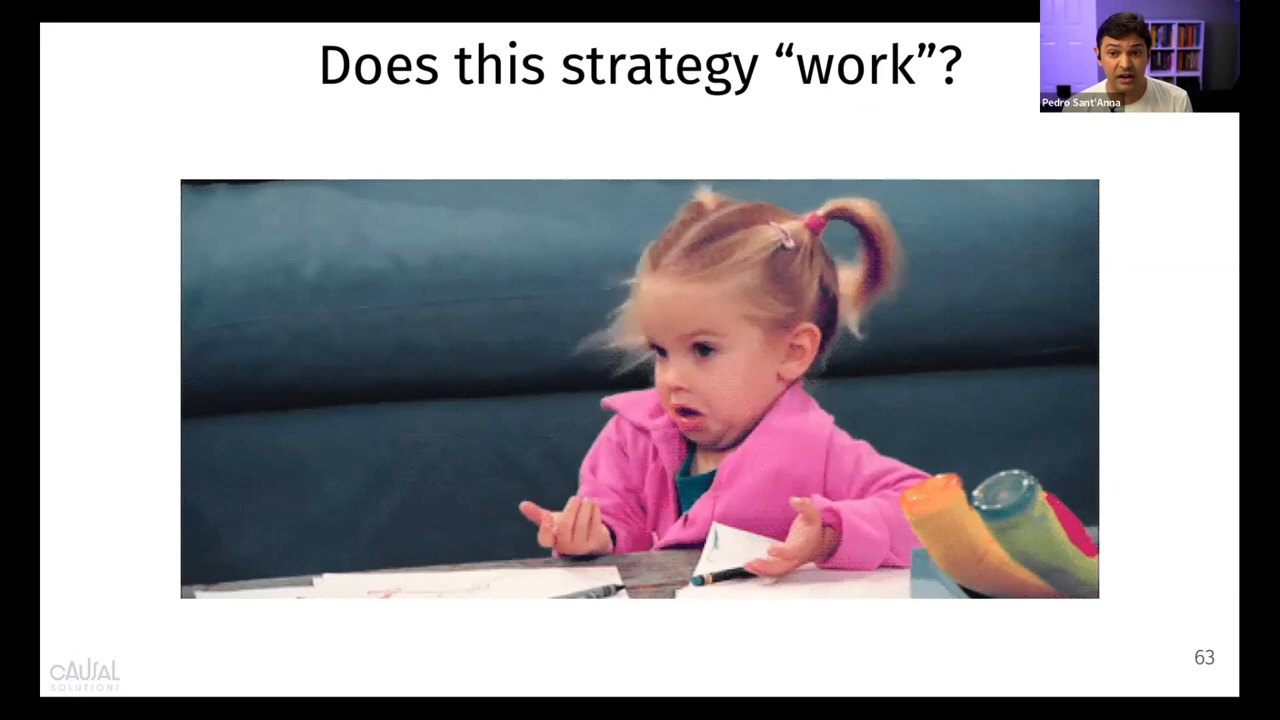 Does this strategy “work”?
Pedro Sant'Anna
63
CAUSAL
SOLUTIONS